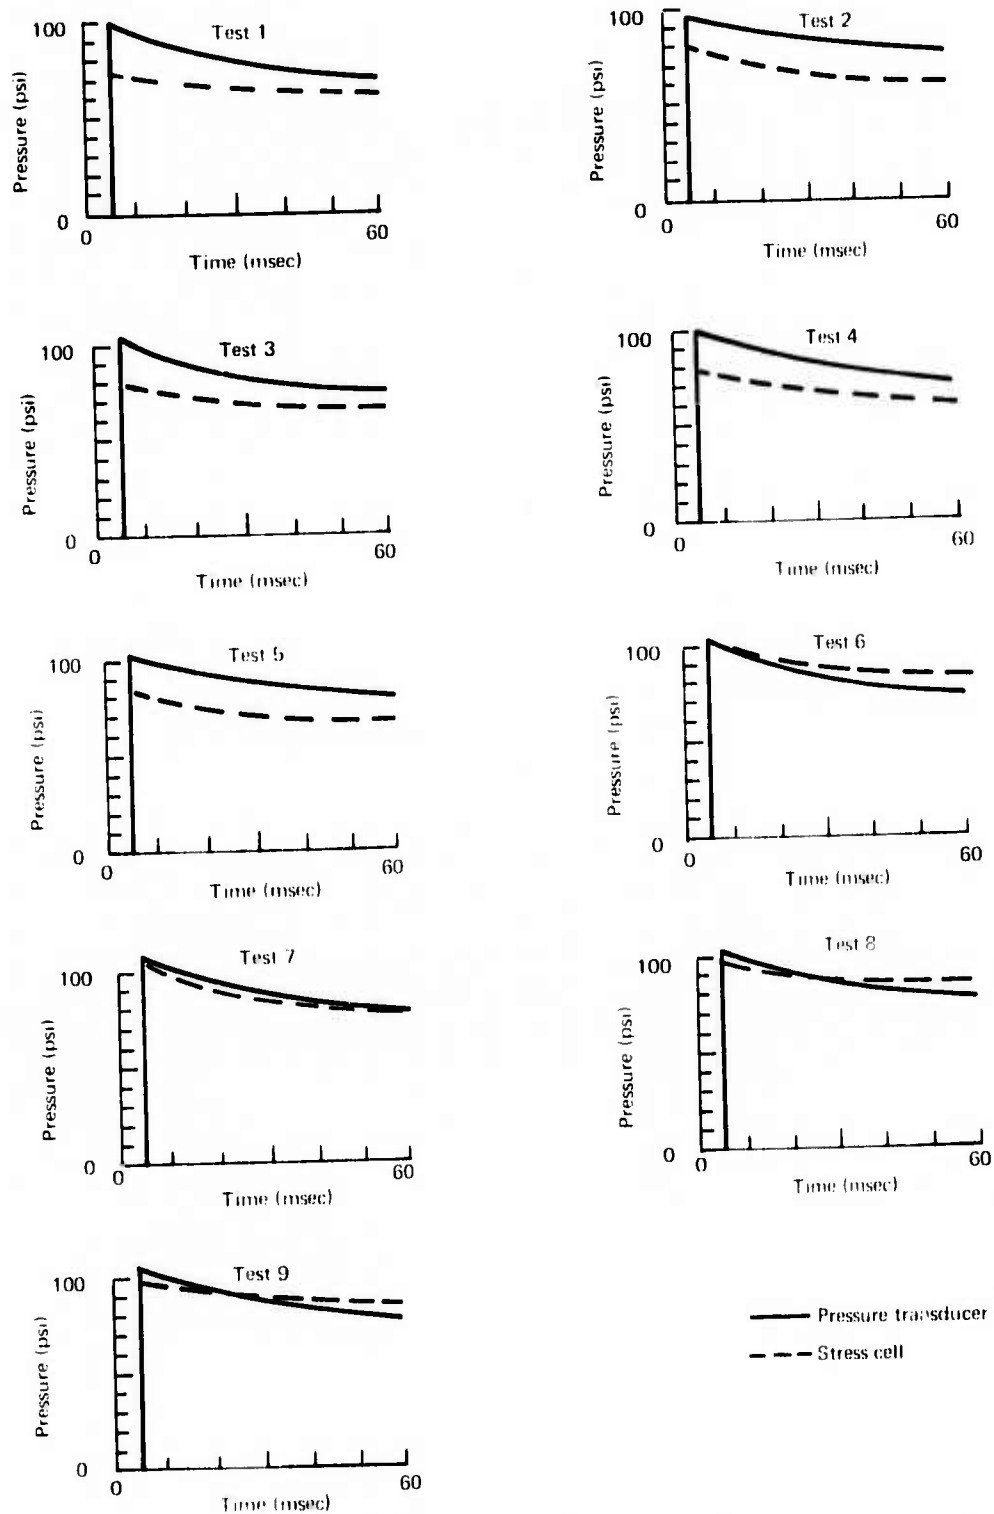 Test 1
100
Pressure (psi)
0
0
60
Time (msec)
Test 2
100
Pressure (psi)
0
0
60
Time (msec)
Test 3
100
Pressure (psi)
0
0
60
Time (msec)
Test 4
100
Pressure (psi)
0
0
60
Time (msec)
Test 5
100
Pressure (psi)
0
0
60
Time (msec)
Test 6
100
Pressure (psi)
0
0
60
Time (msec)
Test 7
100
Pressure (psi)
0
0
60
Time (msec)
Test 8
100
Pressure (psi)
0
0
60
Time (msec)
Test 9
100
Pressure (psi)
0
0
60
Time (msec)
Pressure transducer
Stress cell